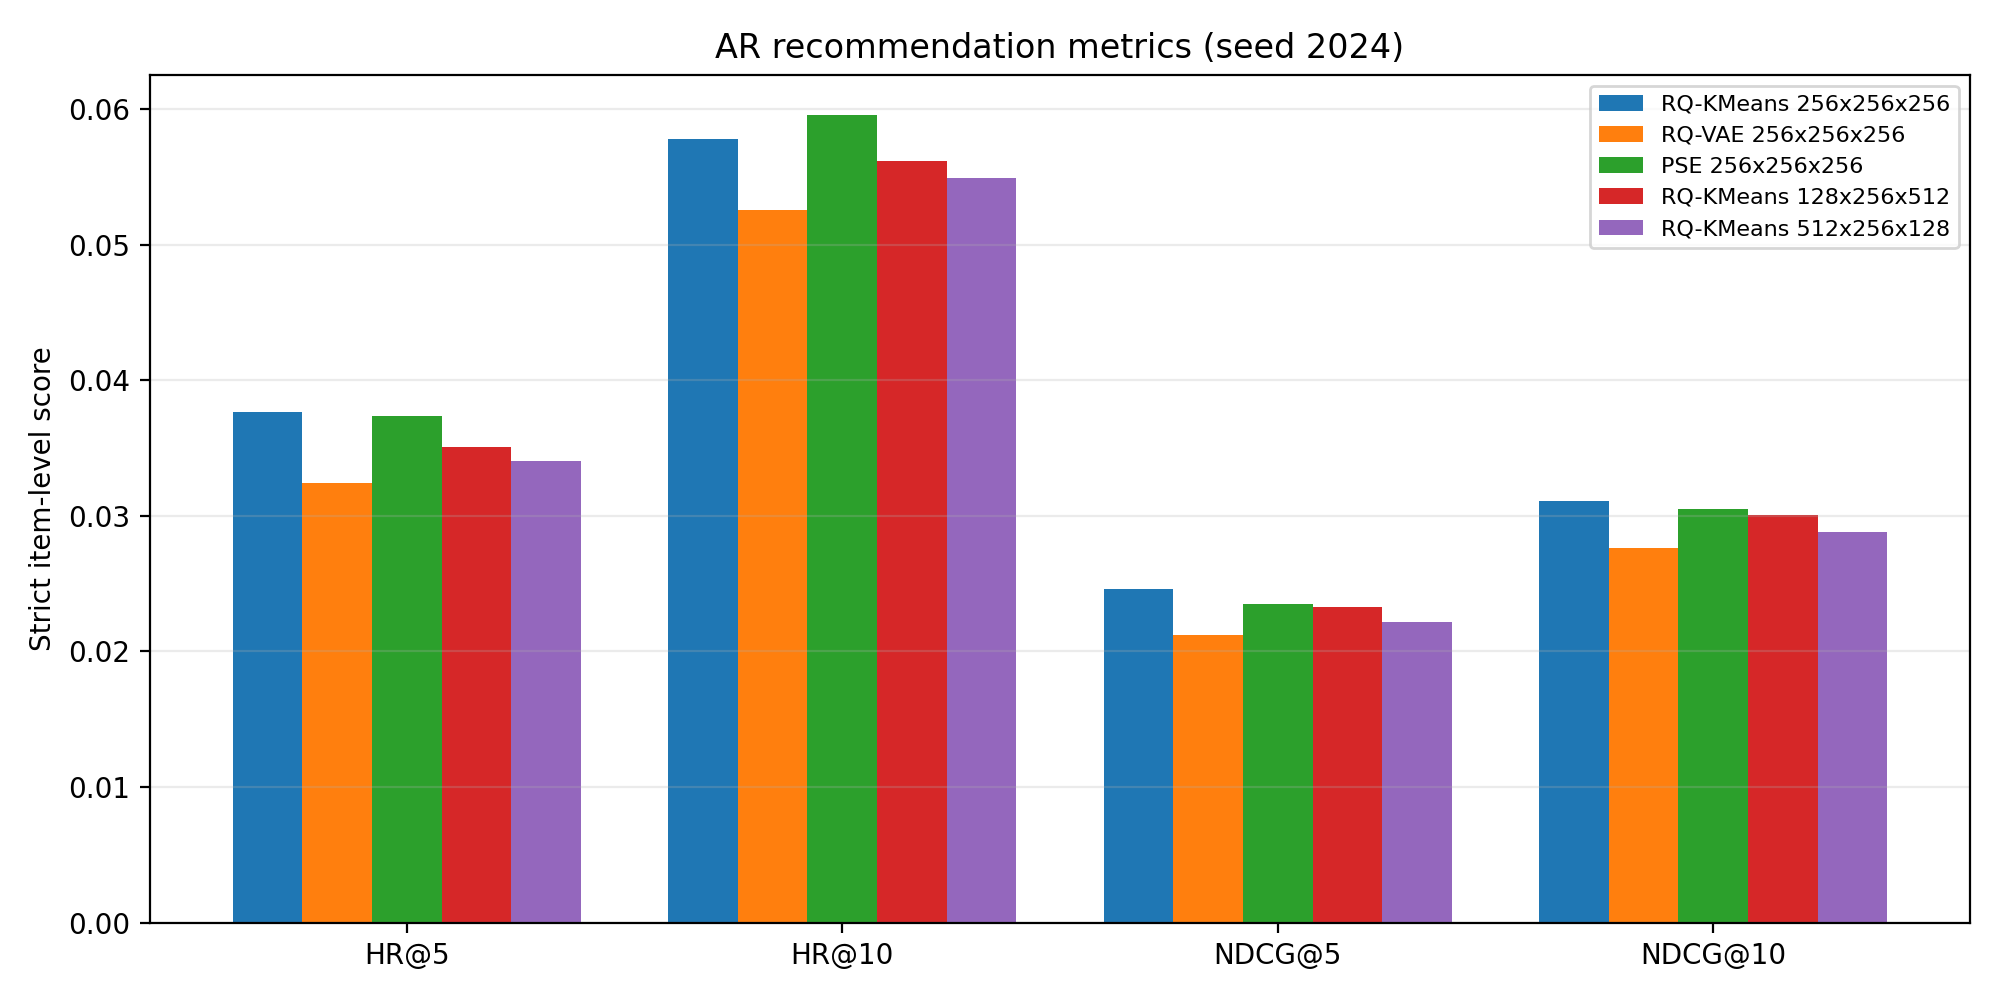 AR recommendation metrics (seed 2024)
RQ-KMeans 256x256x256
RQ-VAE 256x256x256
PSE 256x256x256
RQ-KMeans 128x256x512
RQ-KMeans 512x256x128
Strict item-level score
0.06
0.05
0.04
0.03
0.02
0.01
0.00
HR@5
HR@10
NDCG@5
NDCG@10